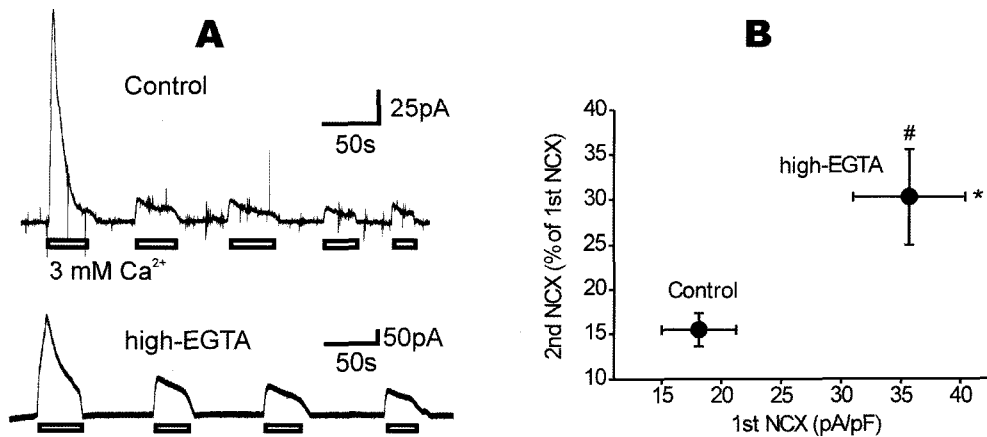 A
Control
25pA
50s
3 mM Ca²⁺
high-EGTA
50pA
50s
B
2nd NCX (% of 1st NCX)
40
35
30
25
20
15
10
high-EGTA
#
*
Control
15 20 25 30 35 40
1st NCX (pA/pF)